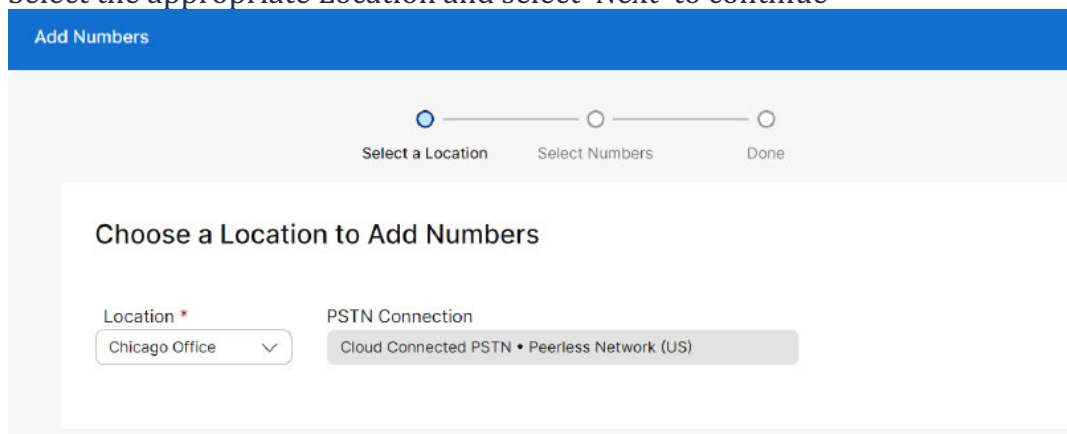 Select the appropriate Location and select 'Next' to continue
Add Numbers
Select a Location Select Numbers Done
Choose a Location to Add Numbers
Location * PSTN Connection
Chicago Office Cloud Connected PSTN • Peerless Network (US)